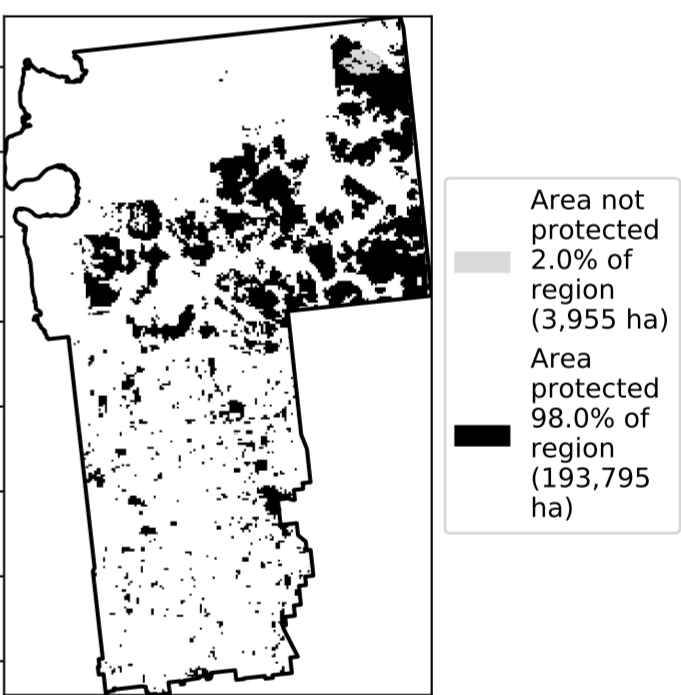 Area not
protected
2.0% of
region
(3,955 ha)
Area
protected
98.0% of
region
(193,795
ha)